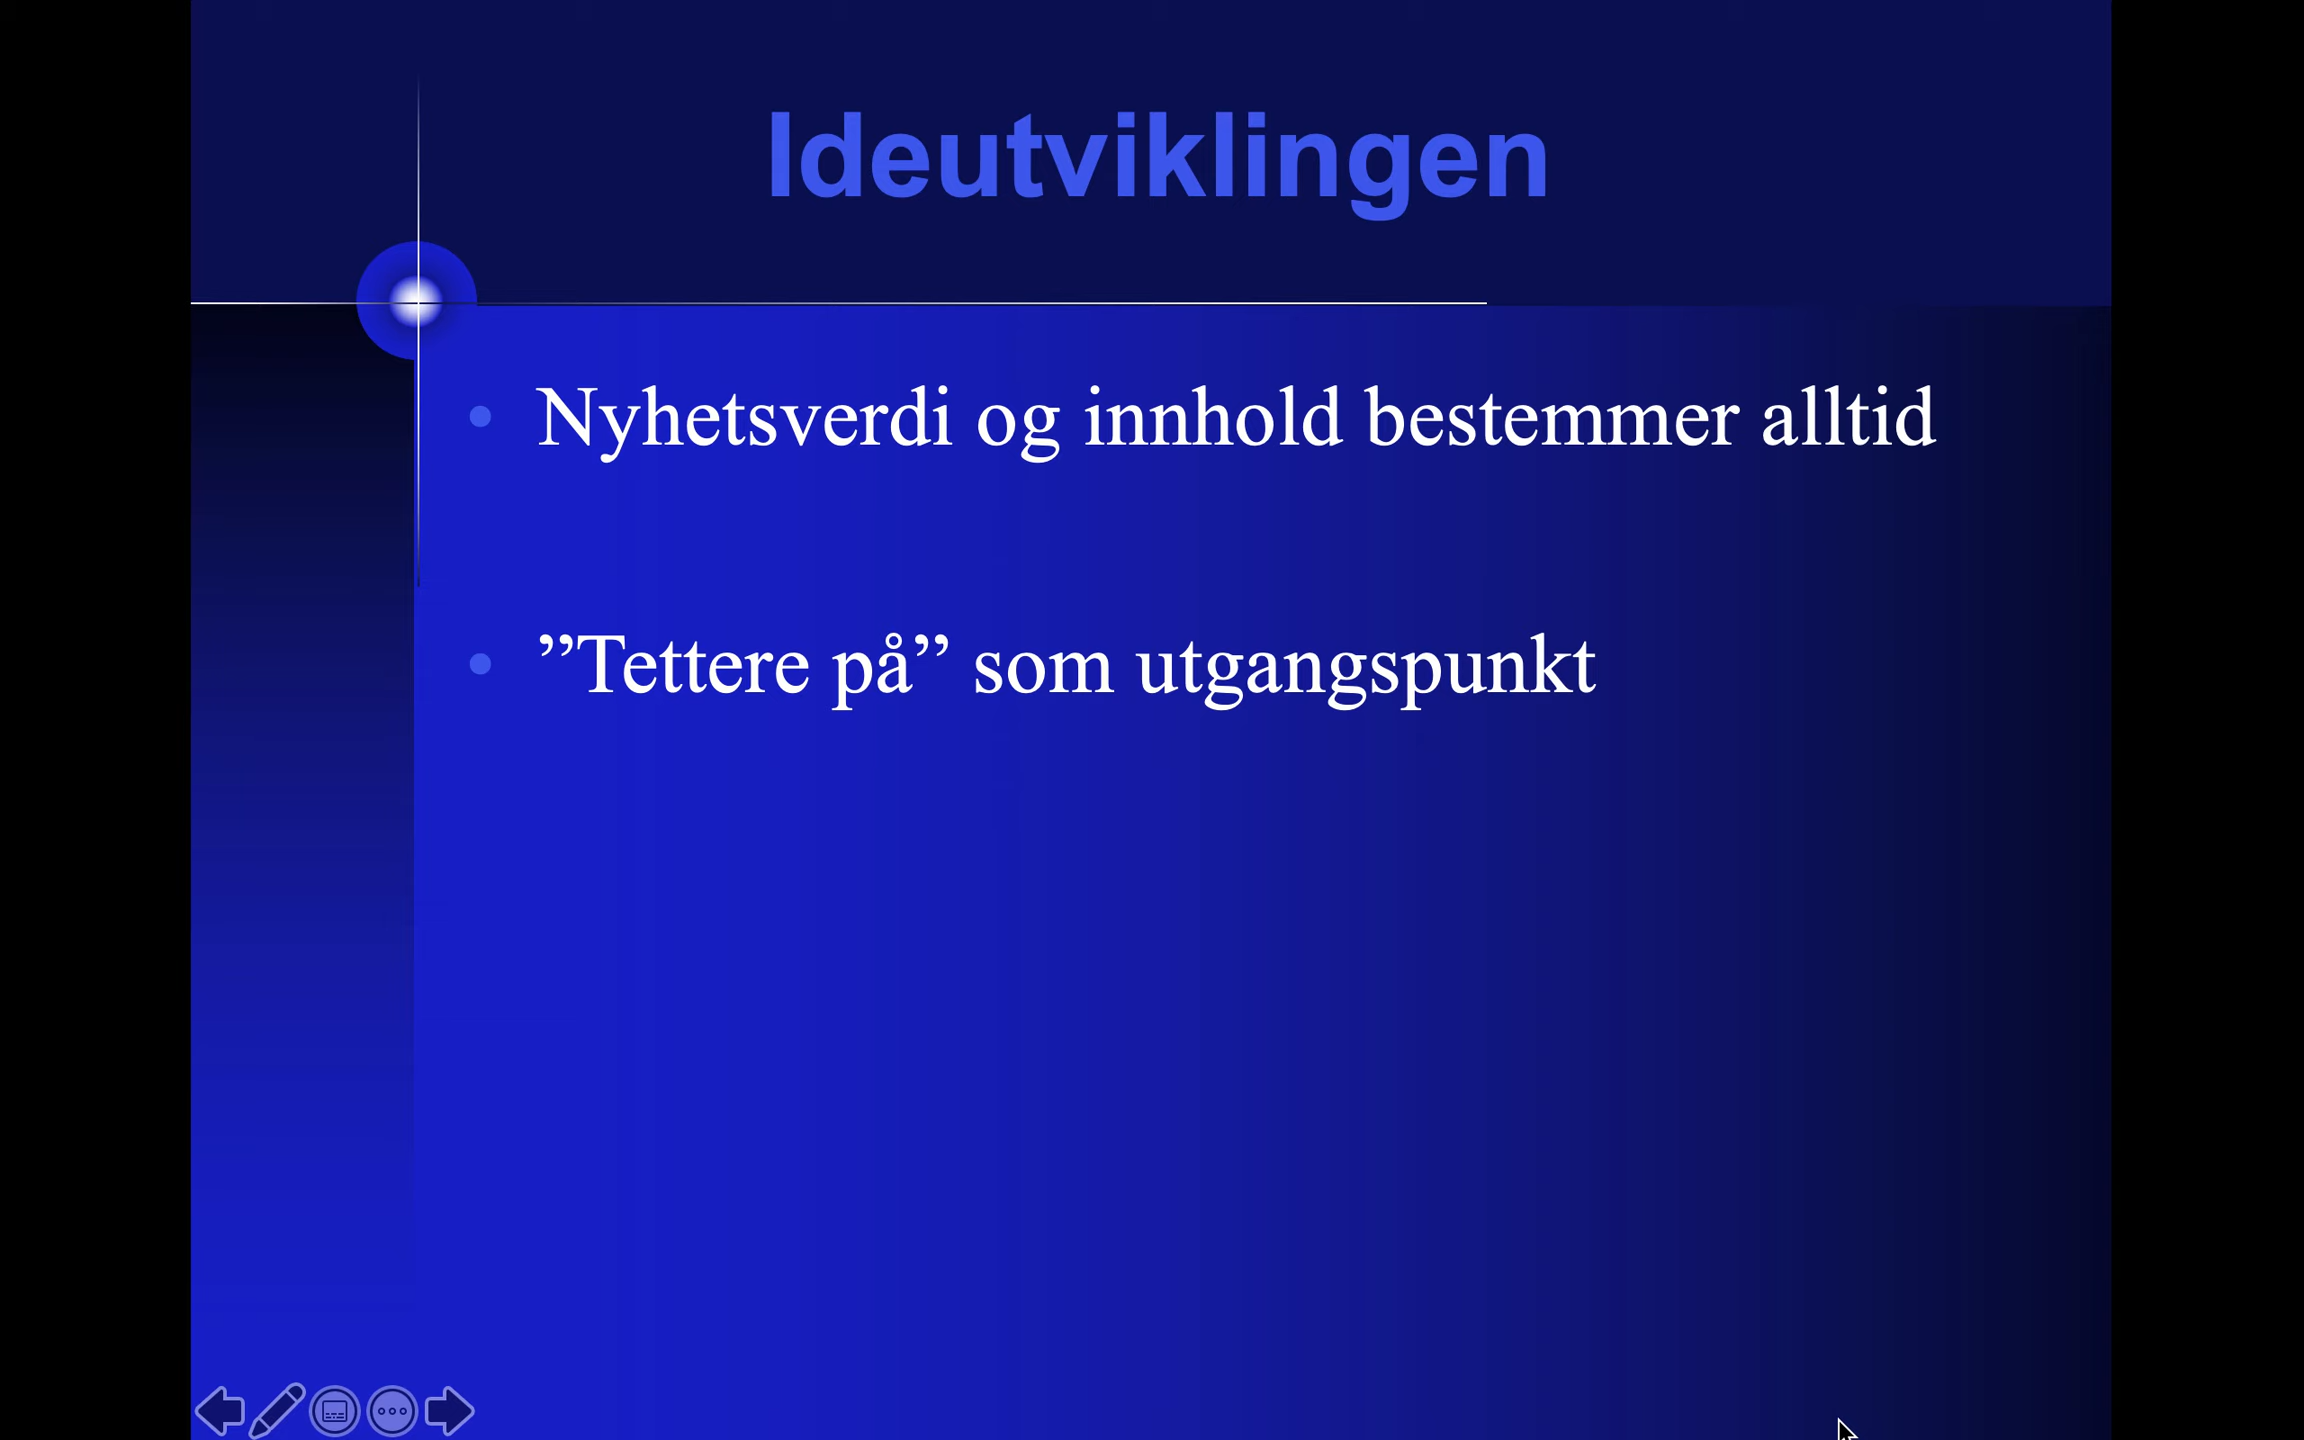 Ideutviklingen
• Nyhetsverdi og innhold bestemmer alltid
• ”Tettere på” som utgangspunkt